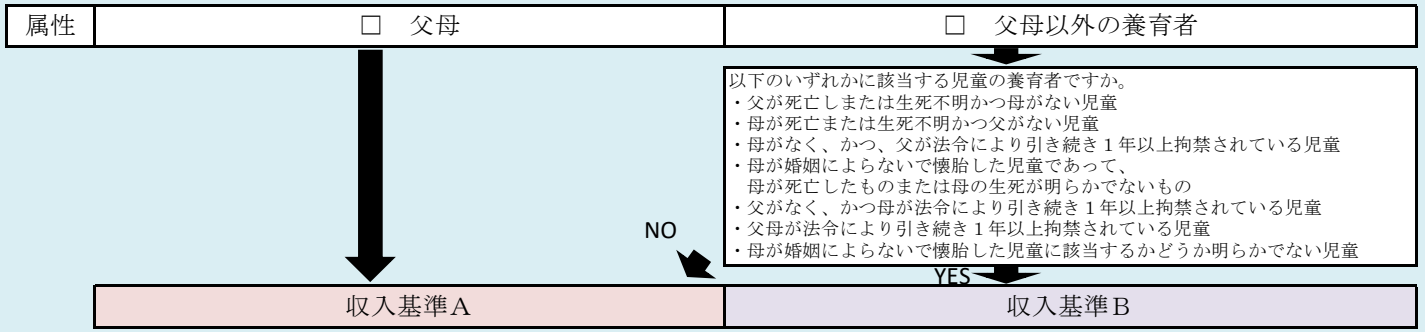 属性
□ 父母
□ 父母以外の養育者
以下のいずれかに該当する児童の養育者ですか。
・父が死亡しまたは生死不明かつ母がない児童
・母が死亡または生死不明かつ父がない児童
・母がなく、かつ、父が法令により引き続き１年以上拘禁されている児童
・母が婚姻によらないで懐胎した児童であって、
母が死亡したものまたは母の生死が明らかでないもの
・父がなく、かつ母が法令により引き続き１年以上拘禁されている児童
・父母が法令により引き続き１年以上拘禁されている児童
・母が婚姻によらないで懐胎した児童に該当するかどうか明らかでない児童
NO
YES
収入基準Ａ
収入基準Ｂ